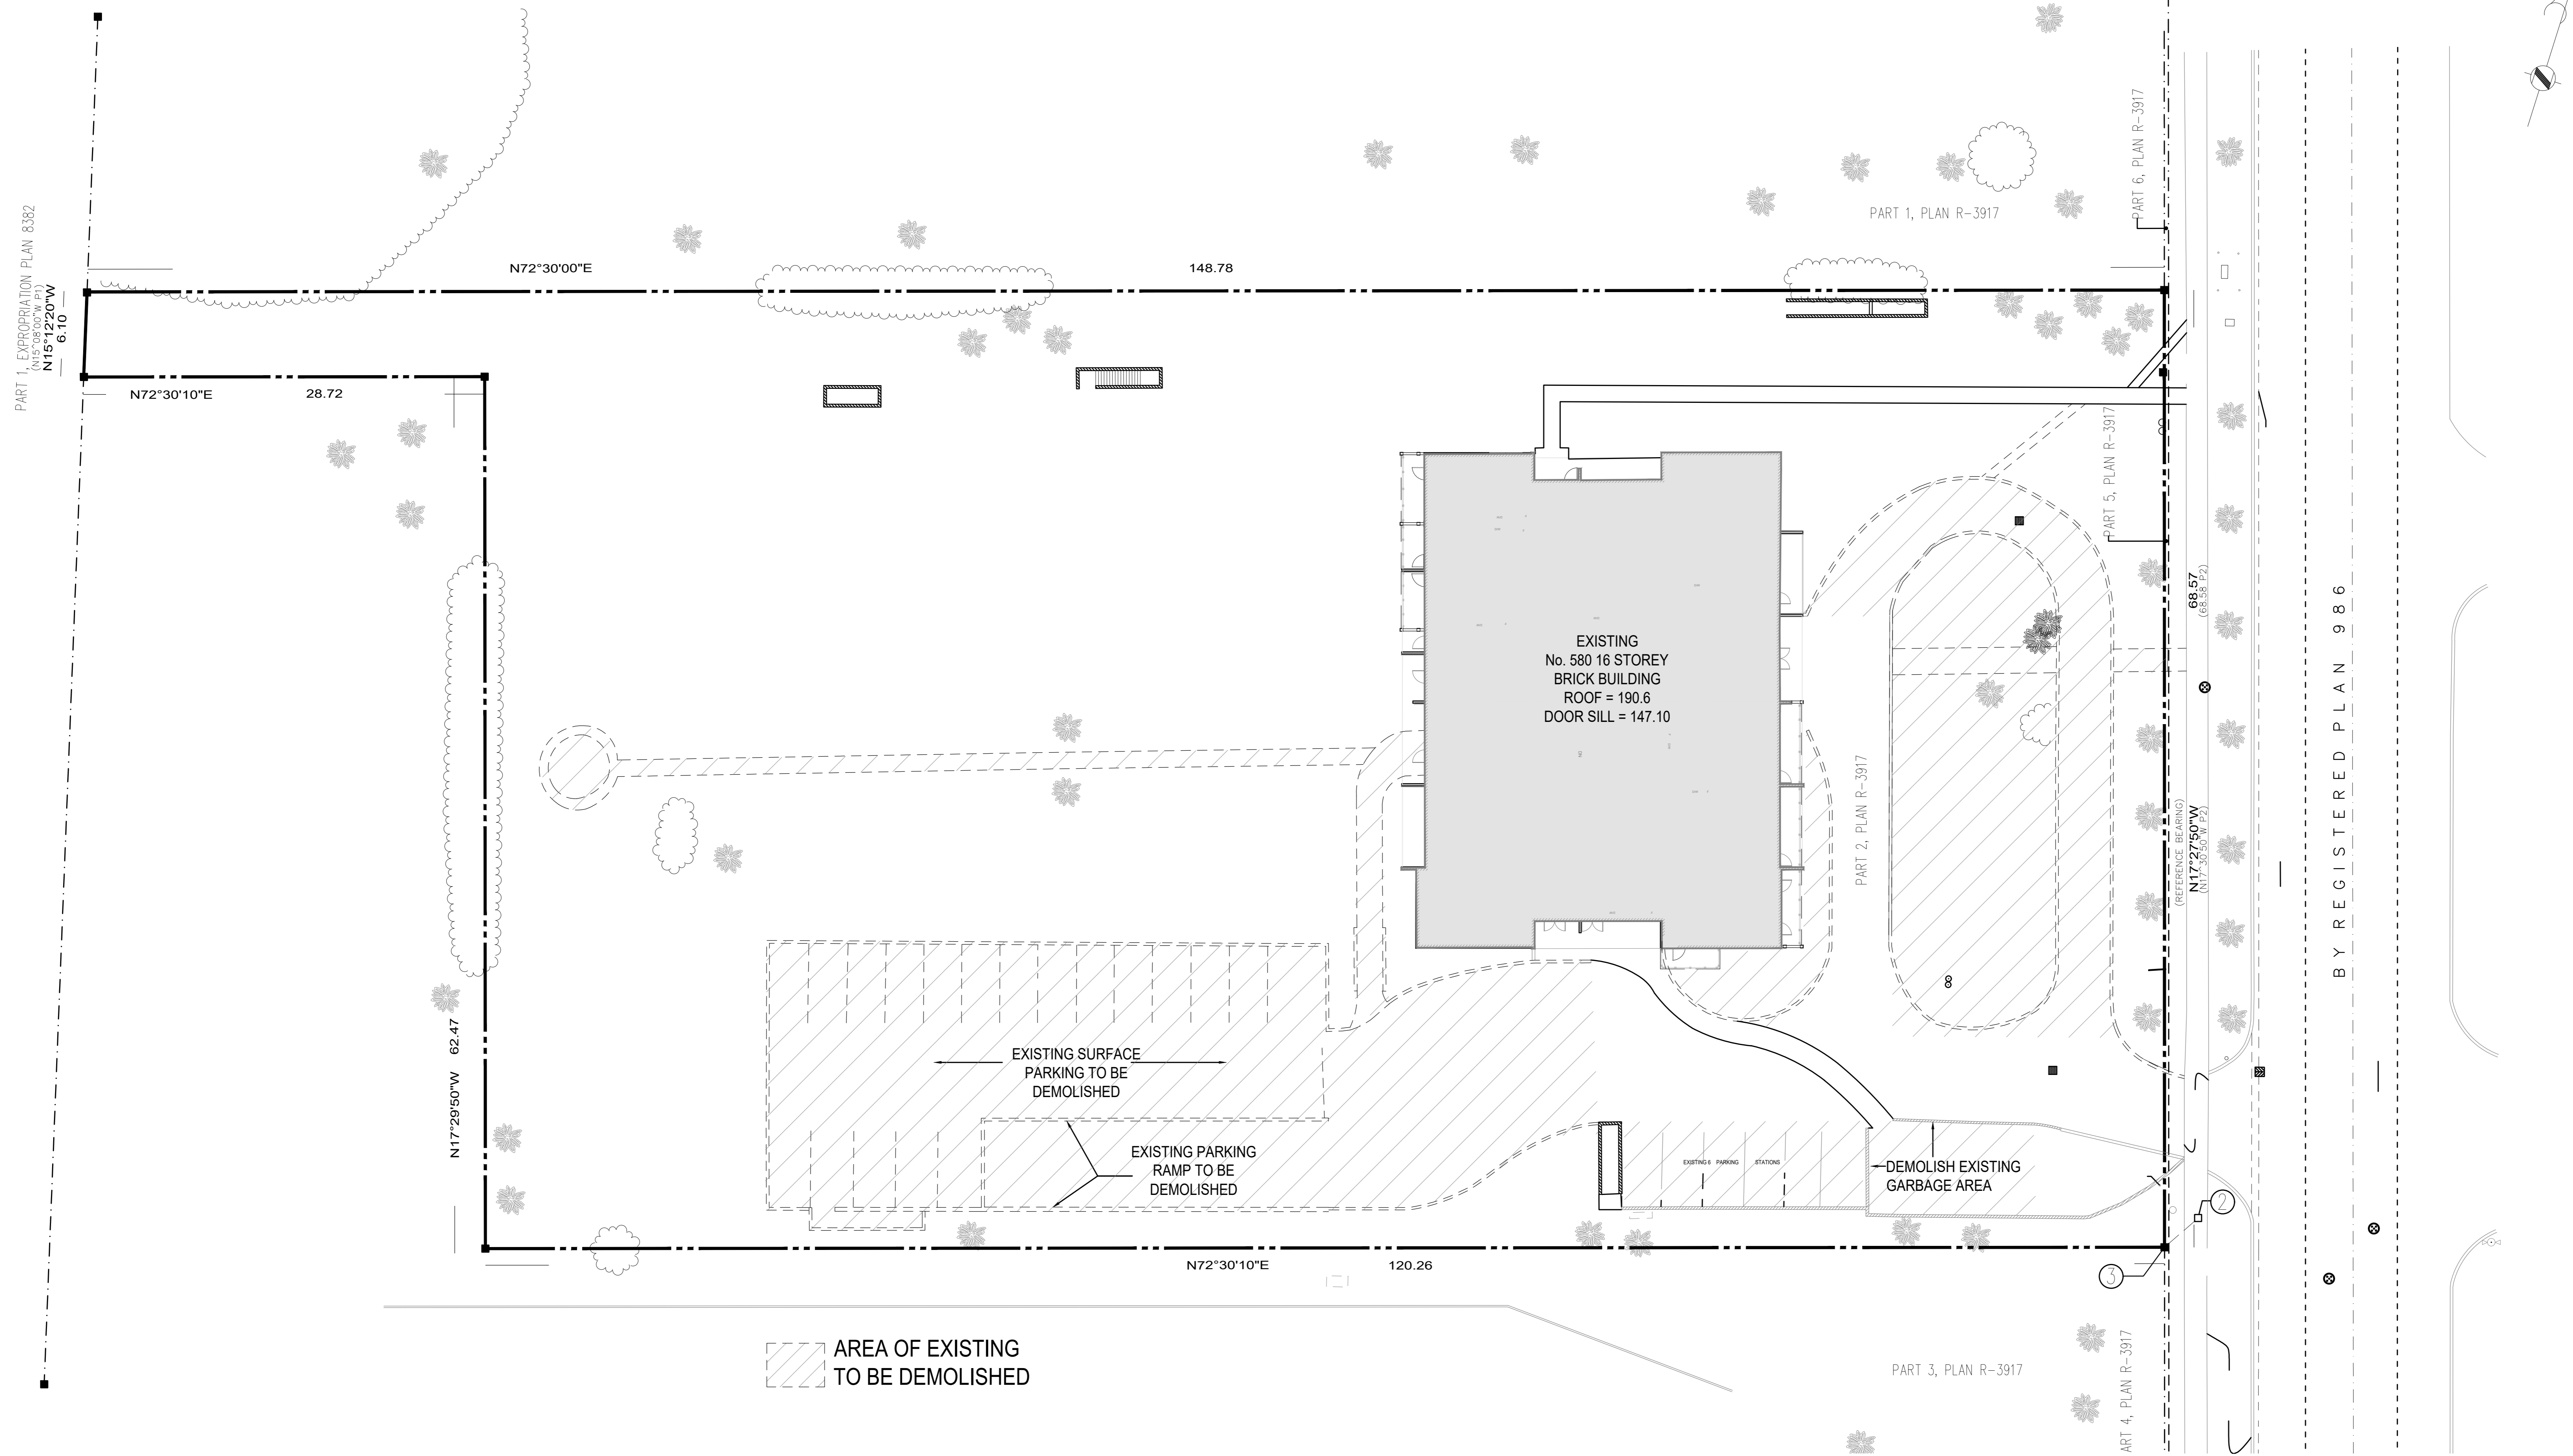 PART 1, EXPROPRIATION PLAN 8382
(N15°08'00"W P1)
N15°12'20"W
6.10
N72°30'00"E
148.78
PART 1, PLAN R-3917
PART 6, PLAN R-3917
N72°30'10"E
28.72
PART 5, PLAN R-3917
68.57
(68.58 P2)
EXISTING
No. 580 16 STOREY
BRICK BUILDING
ROOF = 190.6
DOOR SILL = 147.10
PART 2, PLAN R-3917
(REFERENCE BEARING)
N17°27'50"W
(N17°30'50"W P2)
BY REGISTERED PLAN 986
N17°29'50"W 62.47
EXISTING SURFACE
PARKING TO BE
DEMOLISHED
EXISTING PARKING
RAMP TO BE
DEMOLISHED
EXISTING 6 PARKING STATIONS
DEMOLISH EXISTING
GARBAGE AREA
2
3
N72°30'10"E
120.26
AREA OF EXISTING
TO BE DEMOLISHED
PART 3, PLAN R-3917
ART 4, PLAN R-3917